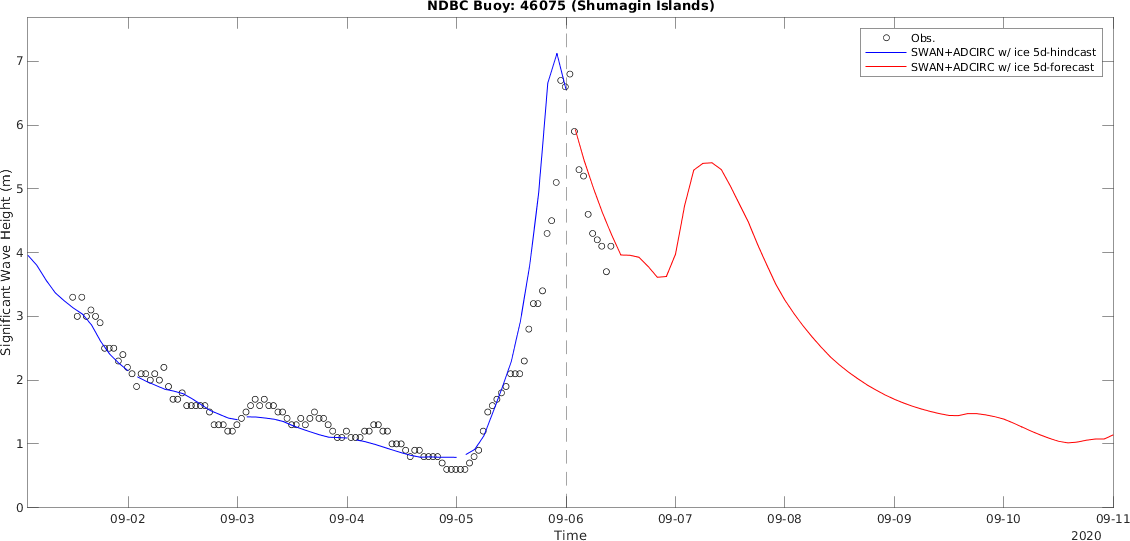 NDBC Buoy: 46075 (Shumagin Islands)
Obs.
SWAN+ADCIRC w/ ice 5d-hindcast
SWAN+ADCIRC w/ ice 5d-forecast
Significant Wave Height (m)
7
6
5
4
3
2
1
0
09-02 09-03 09-04 09-05 09-06 09-07 09-08 09-09 09-10 09-11
Time
2020